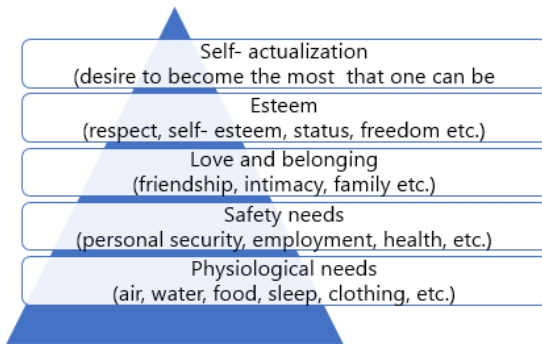 Self- actualization
(desire to become the most that one can be
Esteem
(respect, self- esteem, status, freedom etc.)
Love and belonging
(friendship, intimacy, family etc.)
Safety needs
(personal security, employment, health, etc.)
Physiological needs
(air, water, food, sleep, clothing, etc.)